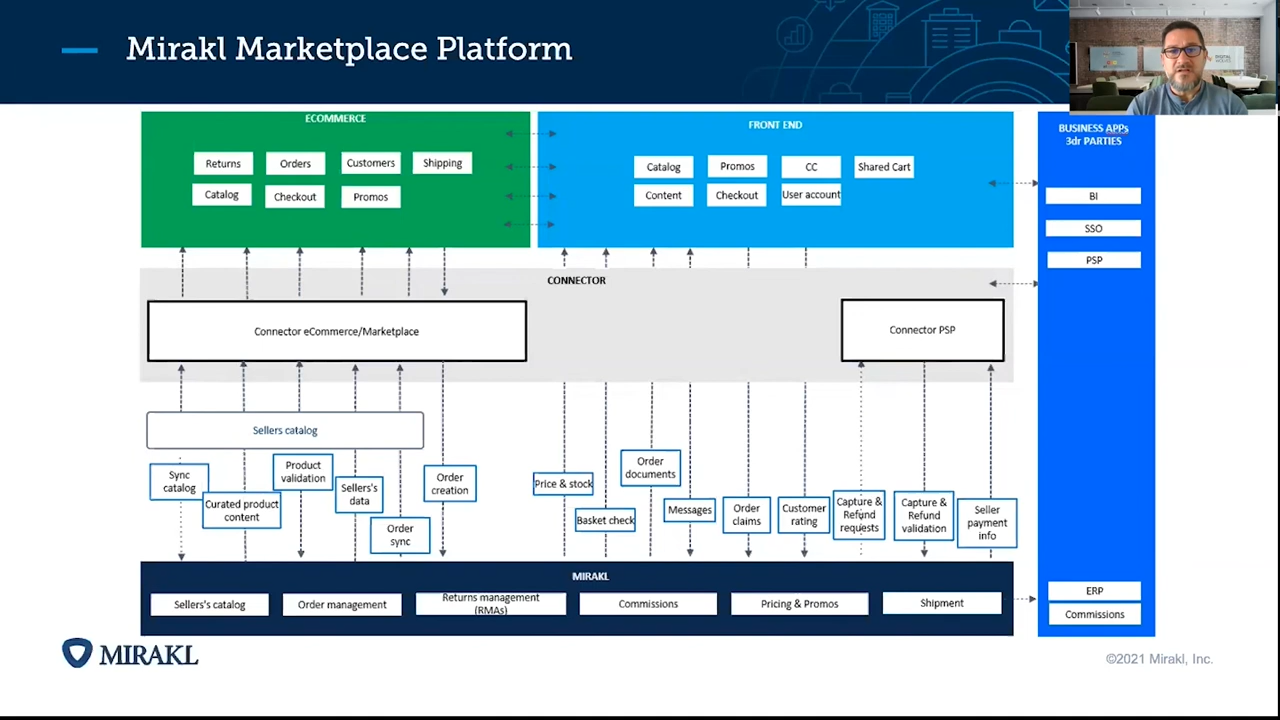 Mirakl Marketplace Platform
ECOMMERCE
Returns
Orders
Customers
Shipping
Catalog
Checkout
Promos
FRONT END
Catalog
Promos
CC
Shared Cart
Content
Checkout
User account
BUSINESS APPs
3dr PARTIES
BI
SSO
PSP
CONNECTOR
Connector eCommerce/Marketplace
Connector PSP
Sellers catalog
Sync
catalog
Curated product
content
Product
validation
Sellers's
data
Order
sync
Order
creation
Price & stock
Basket check
Order
documents
Messages
Order
claims
Customer
rating
Capture &
Refund
requests
Capture &
Refund
validation
Seller
payment
info
MIRAKL
Sellers's catalog
Order management
Returns management
(RMAs)
Commissions
Pricing & Promos
Shipment
ERP
Commissions
MIRAKL
©2021 Mirakl, Inc.